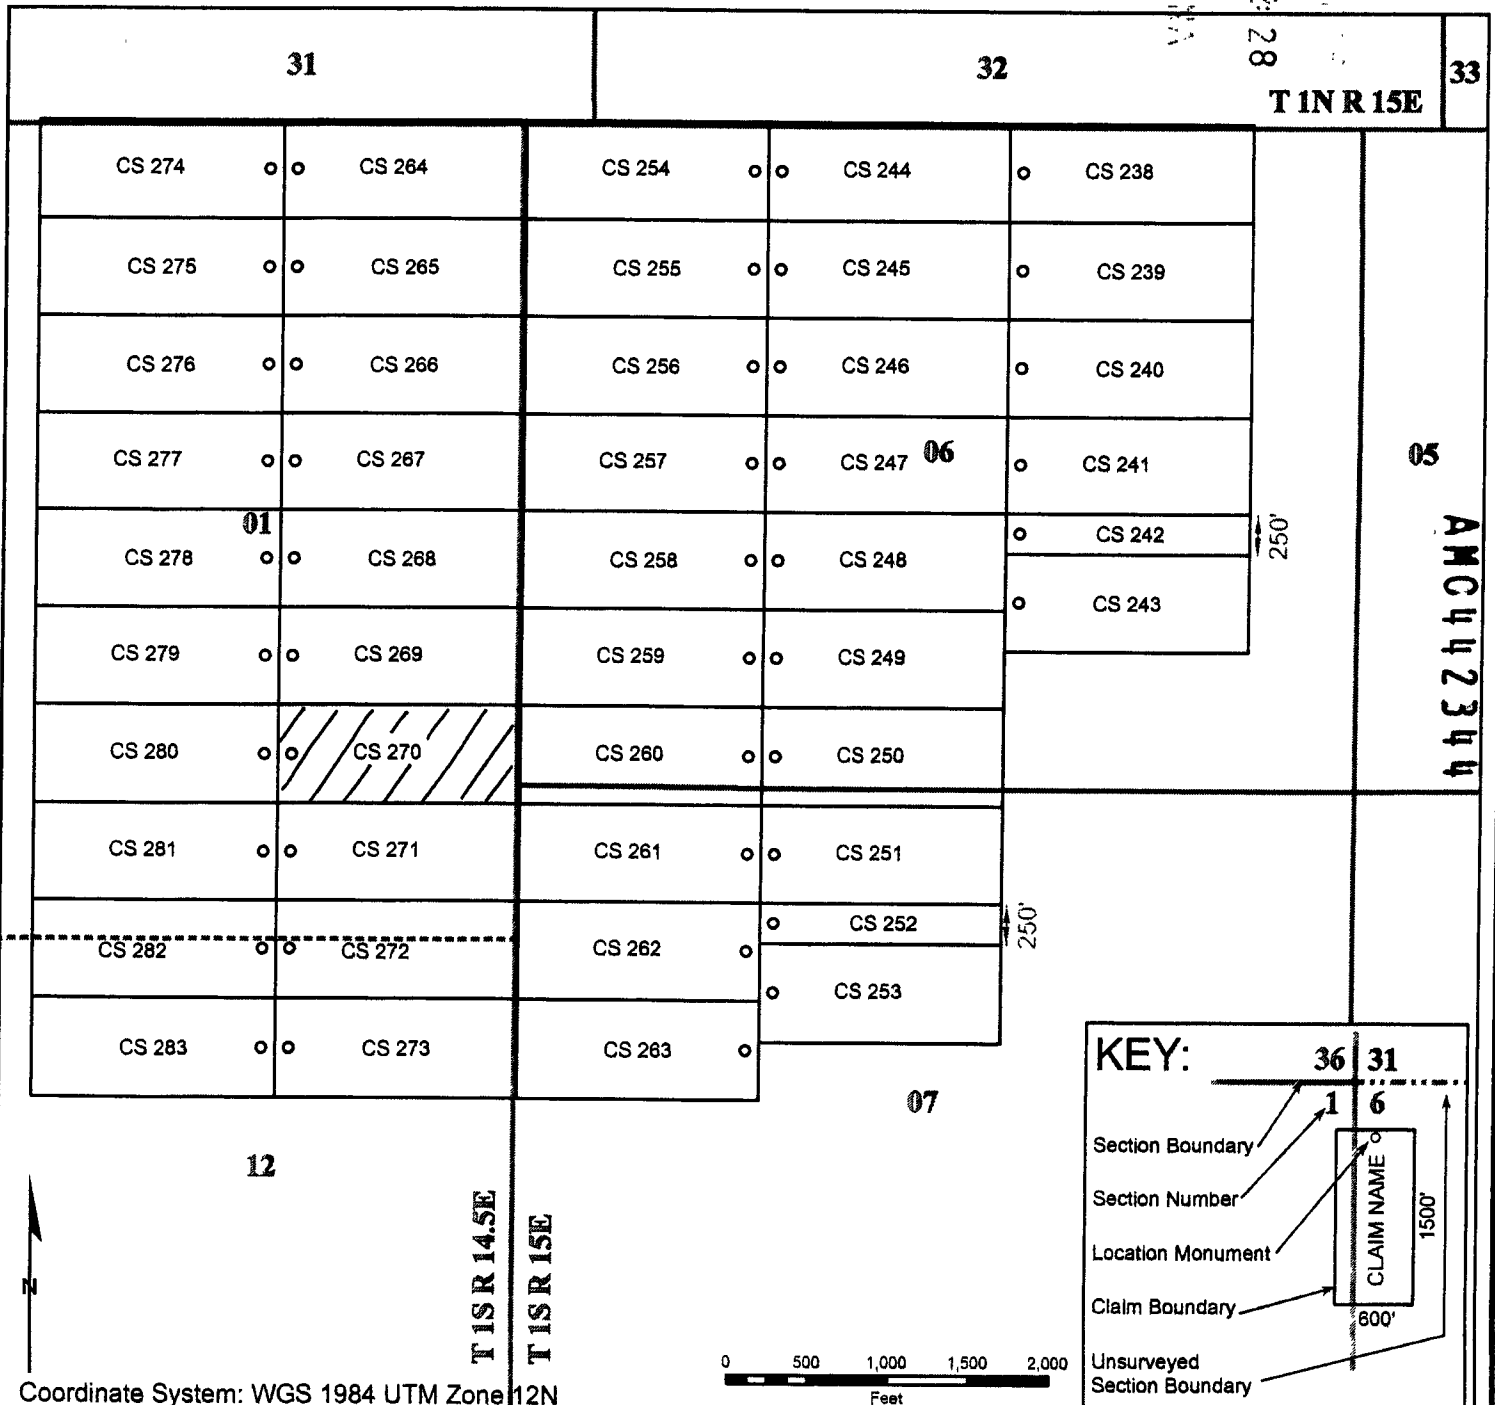 28
31
32
33
T 1N R 15E
CS 274
CS 264
CS 254
CS 244
CS 238
CS 275
CS 265
CS 255
CS 245
CS 239
CS 276
CS 266
CS 256
CS 246
CS 240
CS 277
CS 267
CS 257
CS 247
06
CS 241
05
01
CS 278
CS 268
CS 258
CS 248
CS 242
250'
CS 243
AMC442344
CS 279
CS 269
CS 259
CS 249
CS 280
CS 270
CS 260
CS 250
CS 281
CS 271
CS 261
CS 251
CS 252
250'
CS 282
CS 272
CS 262
CS 253
CS 283
CS 273
CS 263
07
12
T 1S R 14.5E
T 1S R 15E
N
KEY:
36
31
1
6
Section Boundary
Section Number
Location Monument
Claim Boundary
Unsurveyed
Section Boundary
CLAIM NAME
1500'
600'
0 500 1,000 1,500 2,000
Feet
Coordinate System: WGS 1984 UTM Zone 12N